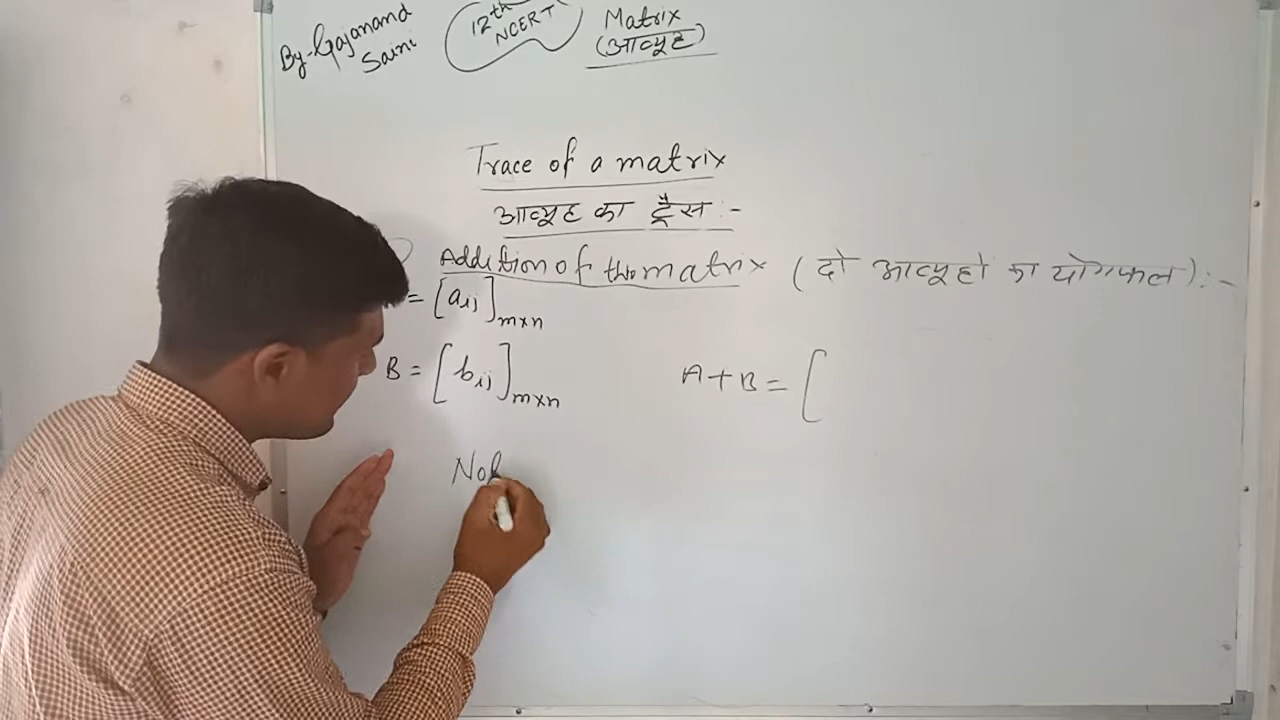 By-Gajanand
Saini
12th
NCERT
Matrix
(आव्यूह)
Trace of a matrix
आव्यूह का ट्रैस :-
Addition of two matrix (दो आव्यूहो का योगफल):-
= [aij]m×n
B = [bij]m×n
A+B = [
Not